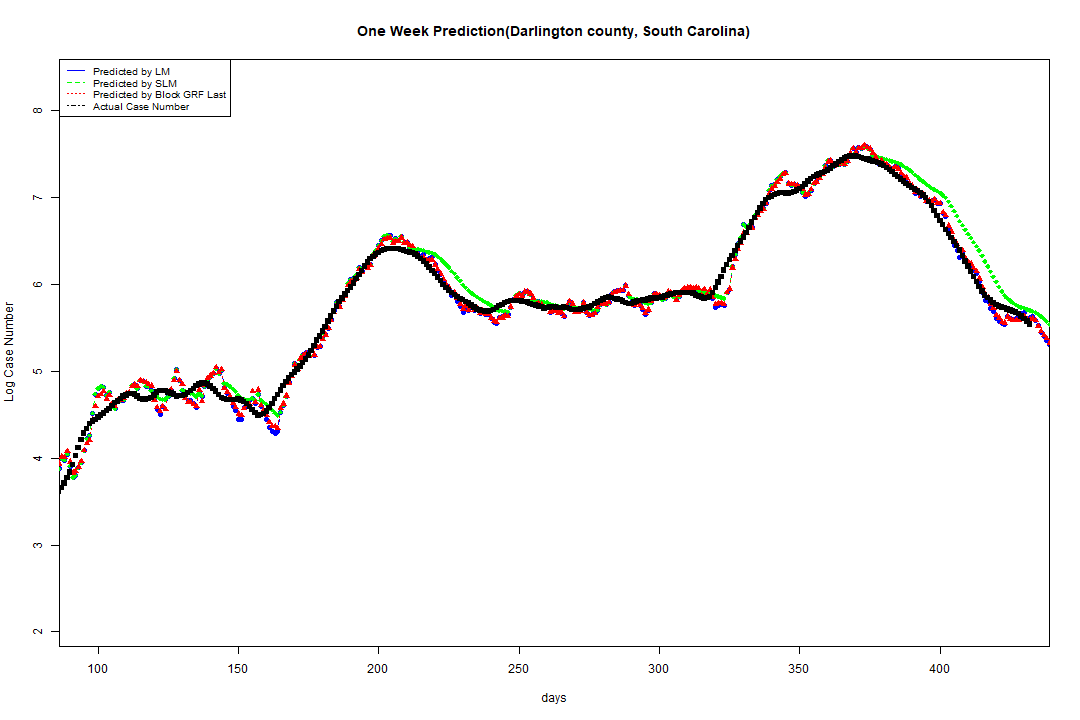 One Week Prediction(Darlington county, South Carolina)
Predicted by LM
Predicted by SLM
Predicted by Block GRF Last
Actual Case Number
8
7
6
5
4
3
2
Log Case Number
100 150 200 250 300 350 400
days